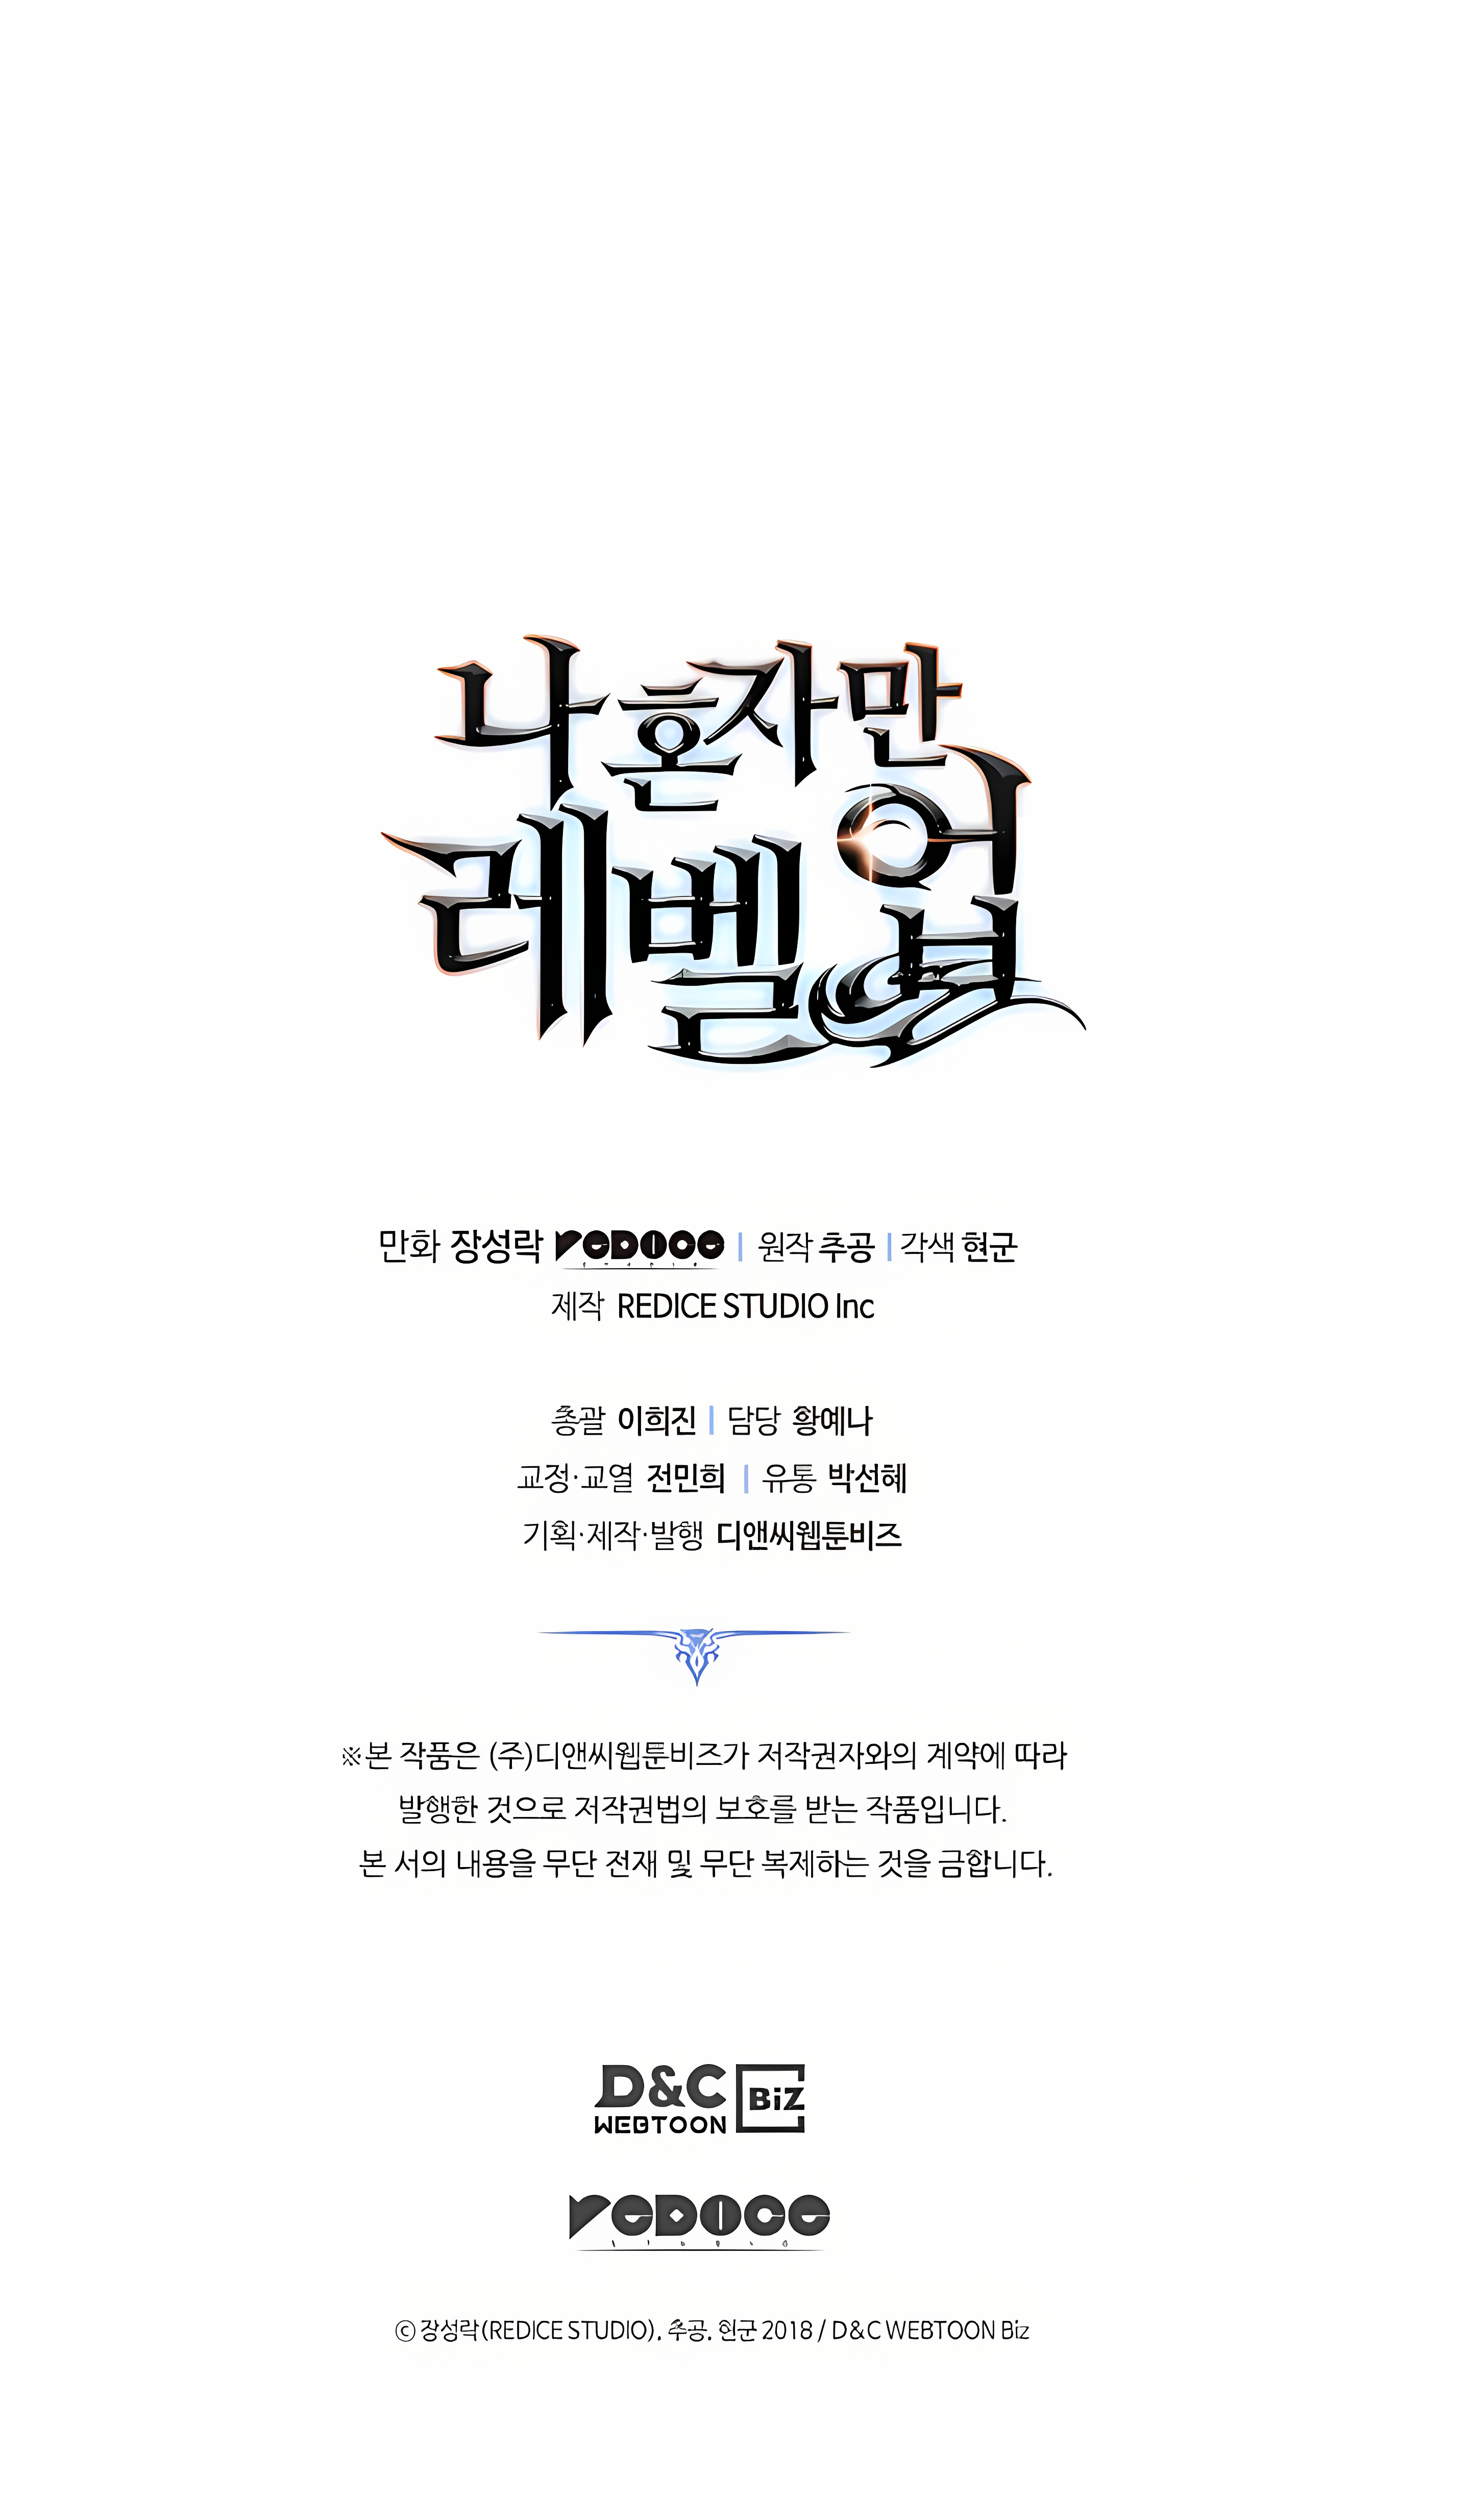 나 혼자만
레벨업
만화 장성락 REDICE STUDIO | 원작 추공 | 각색 현군
제작 REDICE STUDIO Inc
총괄 이희진 | 담당 황예나
교정·교열 전민희 | 유통 박선혜
기획·제작·발행 디앤씨웹툰비즈
※본 작품은 (주)디앤씨웹툰비즈가 저작권자와의 계약에 따라
발행한 것으로 저작권법의 보호를 받는 작품입니다.
본 서의 내용을 무단 전재 및 무단 복제하는 것을 금합니다.
D&C BiZ
WEBTOON
REDICE
STUDIO
ⓒ 장성락(REDICE STUDIO), 추공, 현군 2018 / D&C WEBTOON Biz